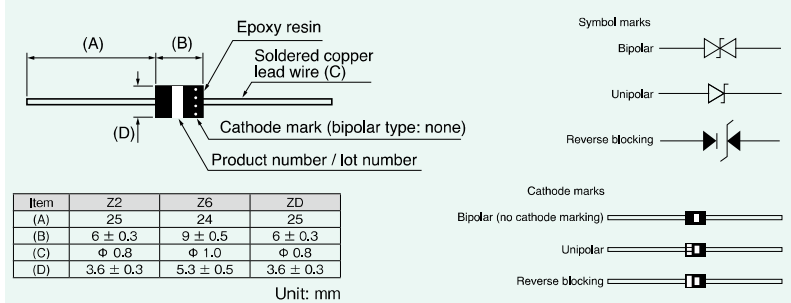 (A)
(B)
Epoxy resin
Soldered copper
lead wire (C)
(D)
Cathode mark (bipolar type: none)
Product number / lot number
Item Z2 Z6 ZD
(A) 25 24 25
(B) 6 ± 0.3 9 ± 0.5 6 ± 0.3
(C) Φ 0.8 Φ 1.0 Φ 0.8
(D) 3.6 ± 0.3 5.3 ± 0.5 3.6 ± 0.3
Unit: mm
Symbol marks
Bipolar
Unipolar
Reverse blocking
Cathode marks
Bipolar (no cathode marking)
Unipolar
Reverse blocking